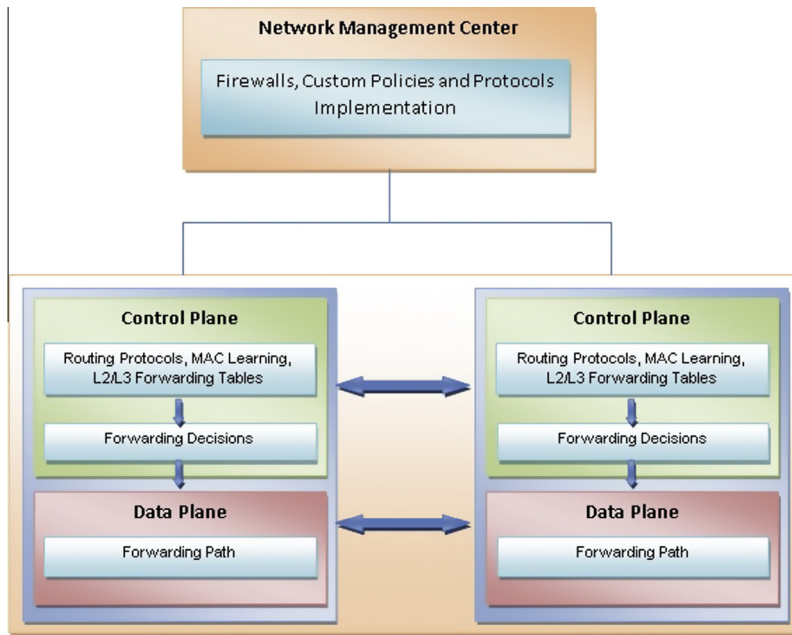 Network Management Center
Firewalls, Custom Policies and Protocols
Implementation
Control Plane
Routing Protocols, MAC Learning,
L2/L3 Forwarding Tables
Forwarding Decisions
Data Plane
Forwarding Path
Control Plane
Routing Protocols, MAC Learning,
L2/L3 Forwarding Tables
Forwarding Decisions
Data Plane
Forwarding Path